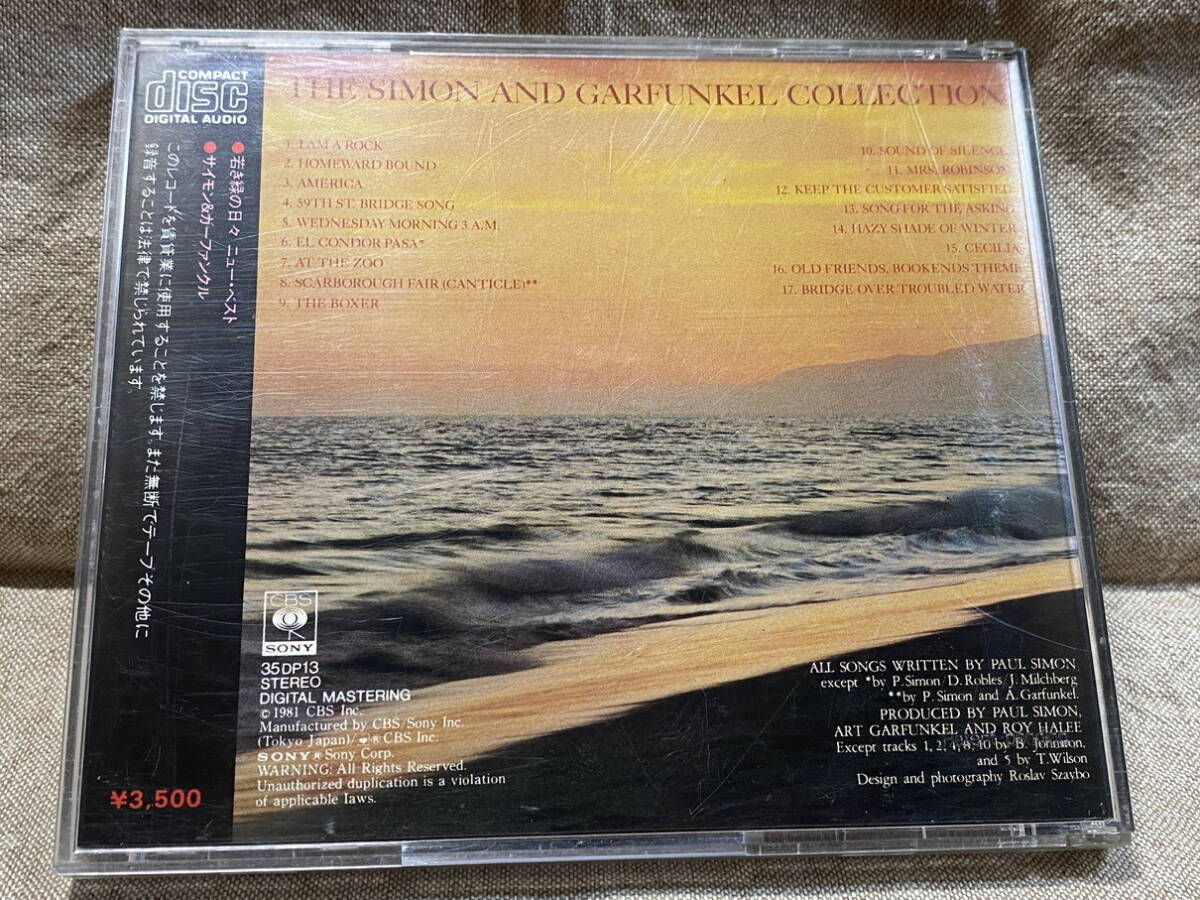 COMPACT
disc
DIGITAL AUDIO
●若き緑の日々 ニュー・ベスト
●サイモン&ガーファンクル
このレコードを賃貸業に使用することを禁じます。また無断でテープその他に
録音することは法律で禁じられています。
¥3,500
THE SIMON AND GARFUNKEL COLLECTION
1. I AM A ROCK
2. HOMEWARD BOUND
3. AMERICA
4. 59TH ST. BRIDGE SONG
5. WEDNESDAY MORNING 3 A.M.
6. EL CONDOR PASA*
7. AT THE ZOO
8. SCARBOROUGH FAIR (CANTICLE)**
9. THE BOXER
10. SOUND OF SILENCE
11. MRS. ROBINSON
12. KEEP THE CUSTOMER SATISFIED
13. SONG FOR THE ASKING
14. HAZY SHADE OF WINTER
15. CECILIA
16. OLD FRIENDS, BOOKENDS THEME
17. BRIDGE OVER TROUBLED WATER
CBS
SONY
35DP13
STEREO
DIGITAL MASTERING
© 1981 CBS Inc.
Manufactured by CBS/Sony Inc.
(Tokyo Japan)/ ® CBS Inc.
SONY ® Sony Corp.
WARNING: All Rights Reserved.
Unauthorized duplication is a violation
of applicable laws.
ALL SONGS WRITTEN BY PAUL SIMON,
except *by P. Simon/D. Robles/J. Milchberg
**by P. Simon and A. Garfunkel.
PRODUCED BY PAUL SIMON,
ART GARFUNKEL AND ROY HALEE
Except tracks 1, 2, 4, 8, 10 by B. Johnston,
and 5 by T. Wilson
Design and photography Roslav Szaybo